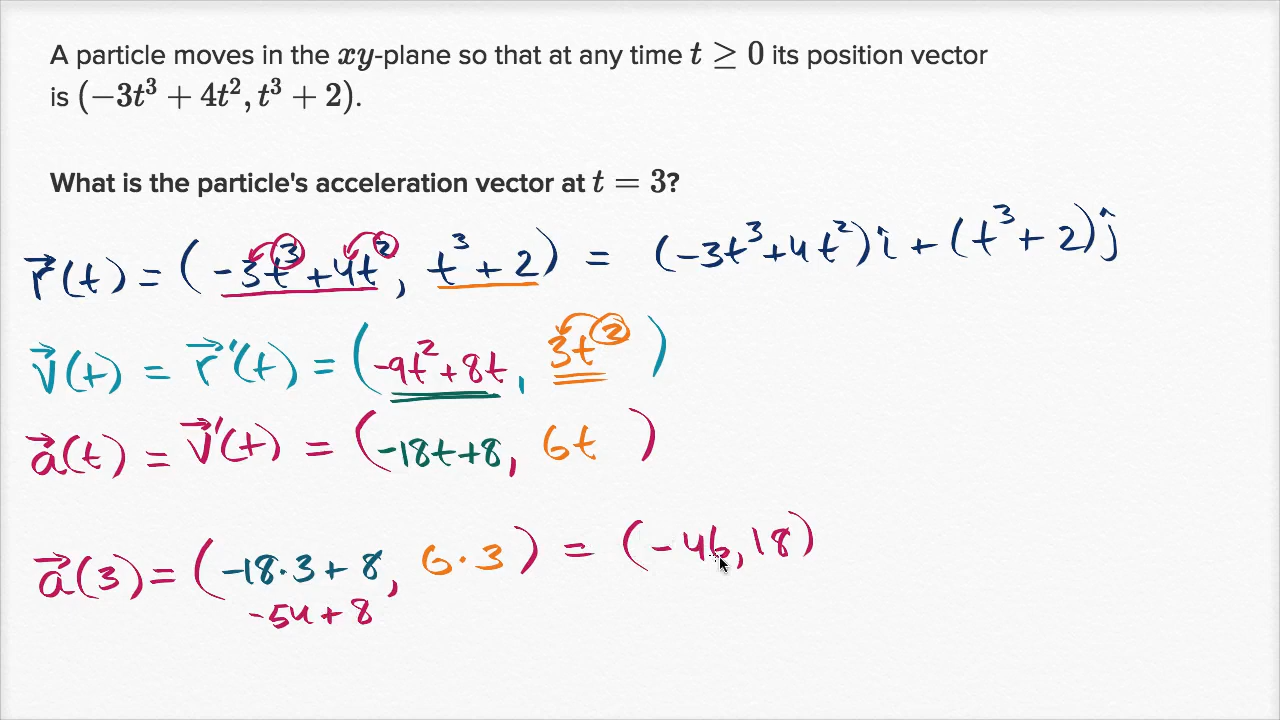 A particle moves in the xy-plane so that at any time t ≥ 0 its position vector
is (−3t³ + 4t², t³ + 2).
What is the particle's acceleration vector at t = 3?
r⃗(t) = (-3t³+4t², t³+2) = (-3t³+4t²)î + (t³+2)ĵ
v⃗(t) = r⃗'(t) = (-9t²+8t, 3t²)
a⃗(t) = v⃗'(t) = (-18t+8, 6t)
a⃗(3) = (-18·3+8, 6·3) = (-46, 18)
-54+8